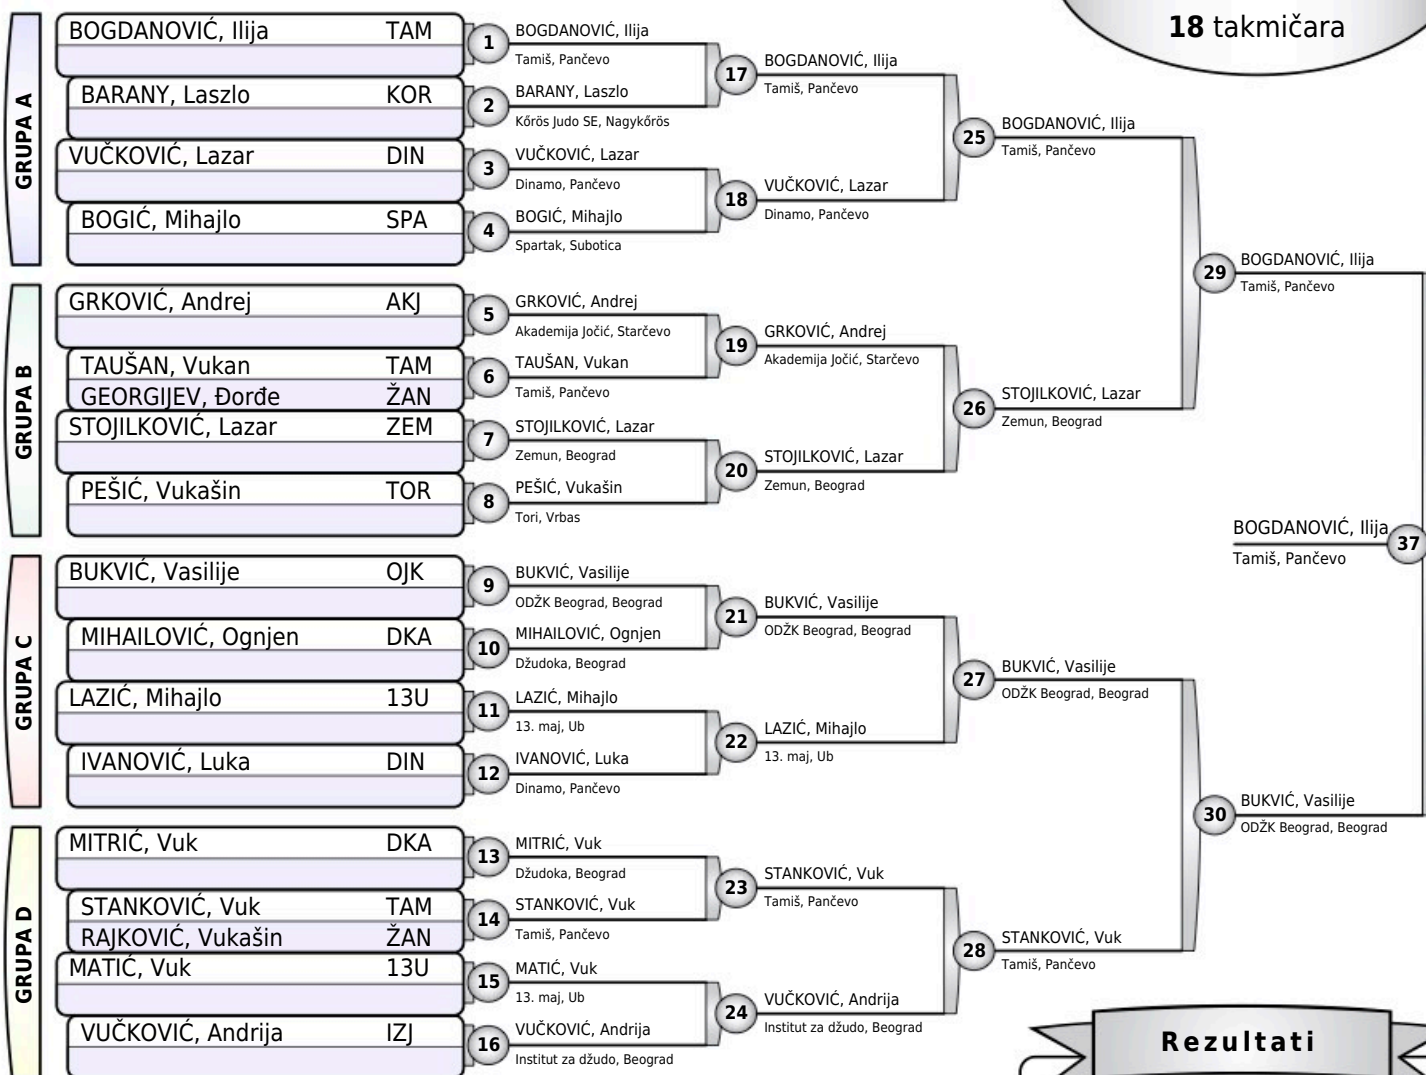 18 takmičara
GRUPA A
BOGDANOVIĆ, Ilija TAM
BARANY, Laszlo KOR
VUČKOVIĆ, Lazar DIN
BOGIĆ, Mihajlo SPA
GRUPA B
GRKOVIĆ, Andrej AKJ
TAUŠAN, Vukan TAM
GEORGIJEV, Đorđe ŽAN
STOJILKOVIĆ, Lazar ZEM
PEŠIĆ, Vukašin TOR
GRUPA C
BUKVIĆ, Vasilije OJK
MIHAILOVIĆ, Ognjen DKA
LAZIĆ, Mihajlo 13U
IVANOVIĆ, Luka DIN
GRUPA D
MITRIĆ, Vuk DKA
STANKOVIĆ, Vuk TAM
RAJKOVIĆ, Vukašin ŽAN
MATIĆ, Vuk 13U
VUČKOVIĆ, Andrija IZJ
1 BOGDANOVIĆ, Ilija
Tamiš, Pančevo
2 BARANY, Laszlo
Kőrös Judo SE, Nagykőrös
3 VUČKOVIĆ, Lazar
Dinamo, Pančevo
4 BOGIĆ, Mihajlo
Spartak, Subotica
5 GRKOVIĆ, Andrej
Akademija Jočić, Starčevo
6 TAUŠAN, Vukan
Tamiš, Pančevo
7 STOJILKOVIĆ, Lazar
Zemun, Beograd
8 PEŠIĆ, Vukašin
Tori, Vrbas
9 BUKVIĆ, Vasilije
ODŽK Beograd, Beograd
10 MIHAILOVIĆ, Ognjen
Džudoka, Beograd
11 LAZIĆ, Mihajlo
13. maj, Ub
12 IVANOVIĆ, Luka
Dinamo, Pančevo
13 MITRIĆ, Vuk
Džudoka, Beograd
14 STANKOVIĆ, Vuk
Tamiš, Pančevo
15 MATIĆ, Vuk
13. maj, Ub
16 VUČKOVIĆ, Andrija
Institut za džudo, Beograd
17 BOGDANOVIĆ, Ilija
Tamiš, Pančevo
18 VUČKOVIĆ, Lazar
Dinamo, Pančevo
19 GRKOVIĆ, Andrej
Akademija Jočić, Starčevo
20 STOJILKOVIĆ, Lazar
Zemun, Beograd
21 BUKVIĆ, Vasilije
ODŽK Beograd, Beograd
22 LAZIĆ, Mihajlo
13. maj, Ub
23 STANKOVIĆ, Vuk
Tamiš, Pančevo
24 VUČKOVIĆ, Andrija
Institut za džudo, Beograd
25 BOGDANOVIĆ, Ilija
Tamiš, Pančevo
26 STOJILKOVIĆ, Lazar
Zemun, Beograd
27 BUKVIĆ, Vasilije
ODŽK Beograd, Beograd
28 STANKOVIĆ, Vuk
Tamiš, Pančevo
29 BOGDANOVIĆ, Ilija
Tamiš, Pančevo
30 BUKVIĆ, Vasilije
ODŽK Beograd, Beograd
BOGDANOVIĆ, Ilija 37
Tamiš, Pančevo
Rezultati